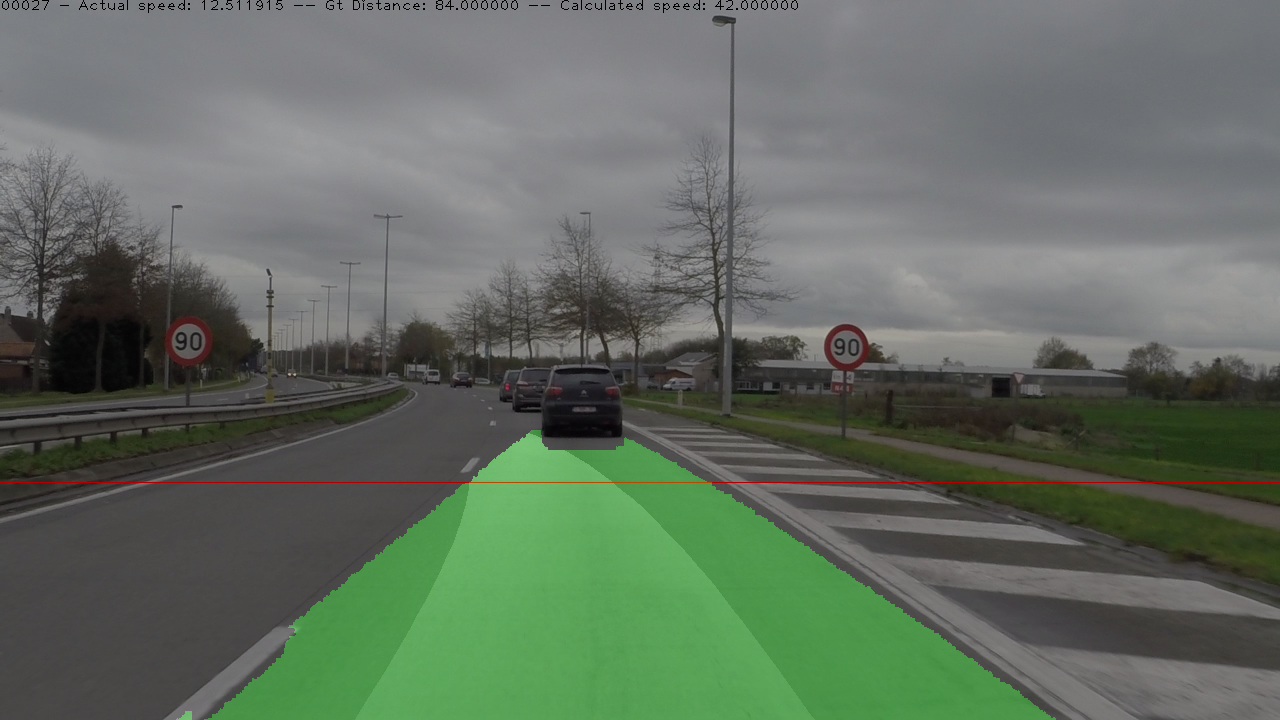 00027 — Actual speed: 12.511915 —— Gt Distance: 84.000000 —— Calculated speed: 42.000000
90
90